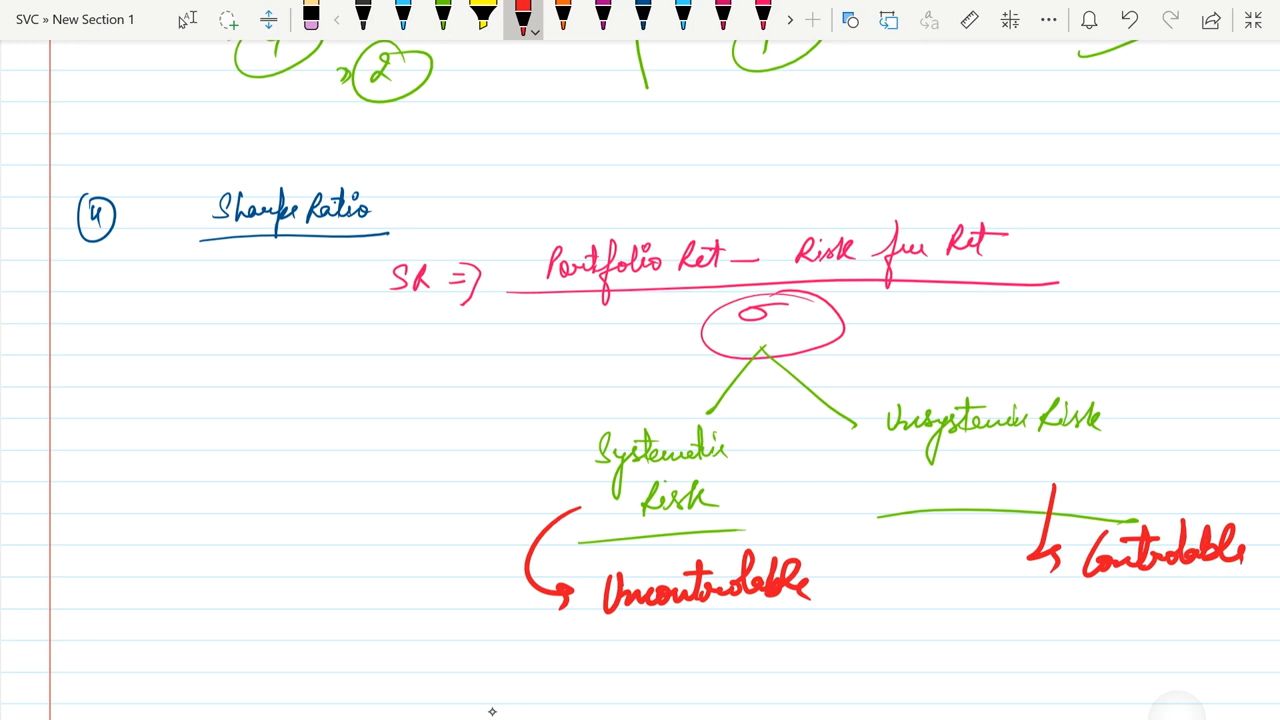 SVC » New Section 1
2
1
(4) Sharpe Ratio
SR => Portfolio Ret - Risk free Ret
σ
Systematic Risk
Unsystematic Risk
Uncontrolable
Controlable